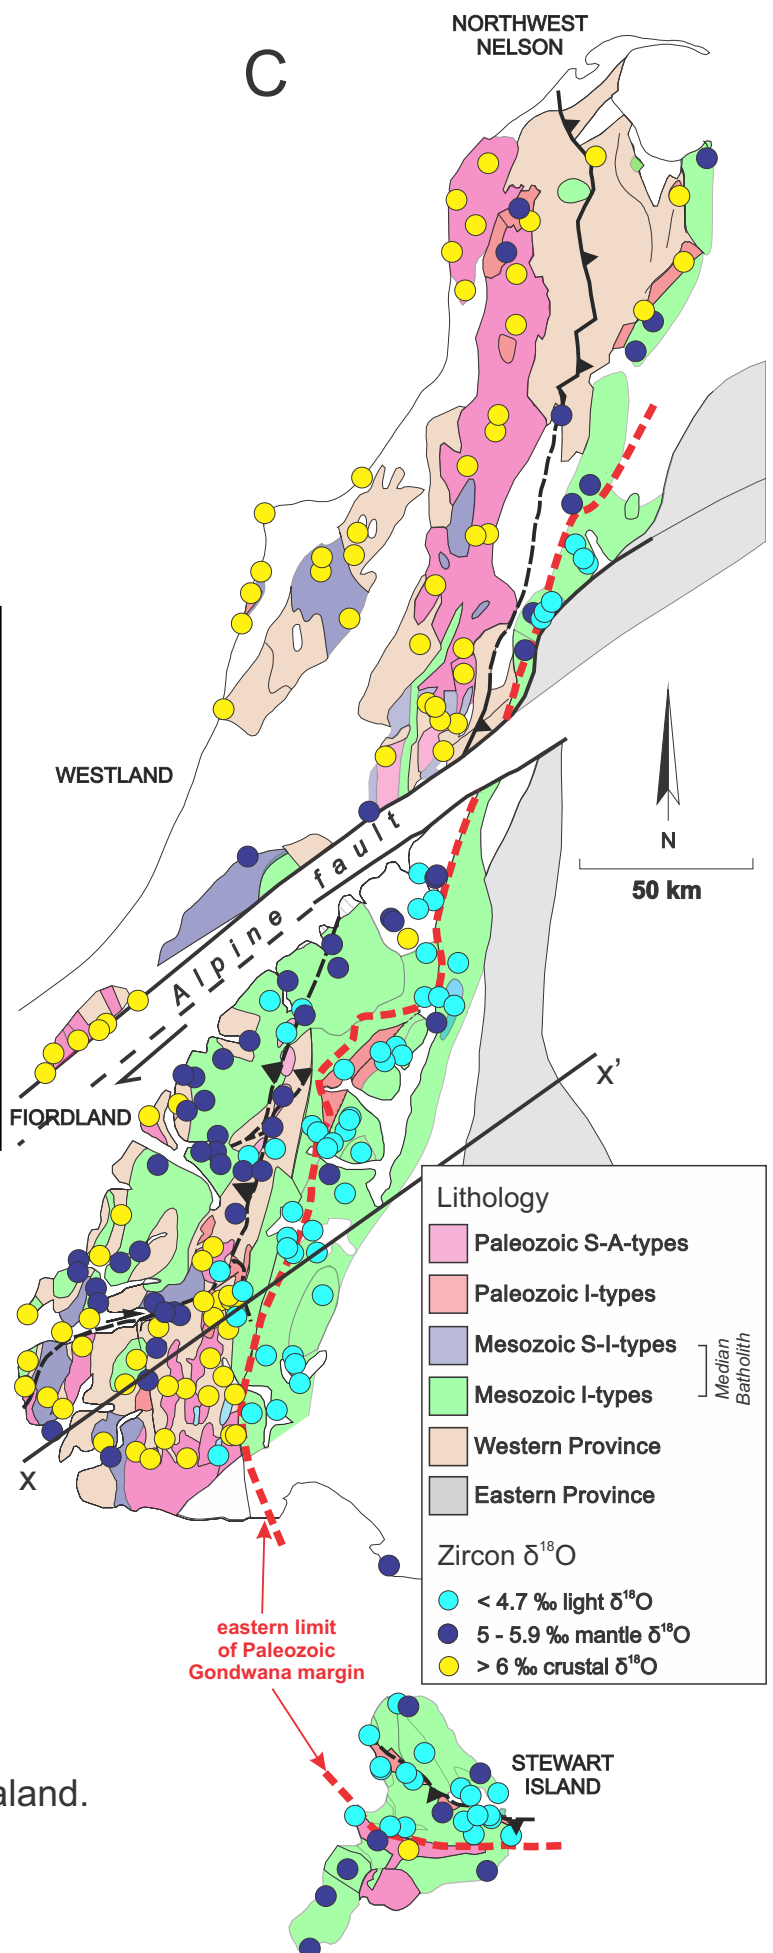 NORTHWEST
NELSON
C
WESTLAND
Alpine fault
N
50 km
FIORDLAND
X'
X
Lithology
Paleozoic S-A-types
Paleozoic I-types
Mesozoic S-I-types
Mesozoic I-types
Median
Batholith
Western Province
Eastern Province
Zircon δ¹⁸O
< 4.7 ‰ light δ¹⁸O
5 - 5.9 ‰ mantle δ¹⁸O
> 6 ‰ crustal δ¹⁸O
eastern limit
of Paleozoic
Gondwana margin
STEWART
ISLAND
aland.